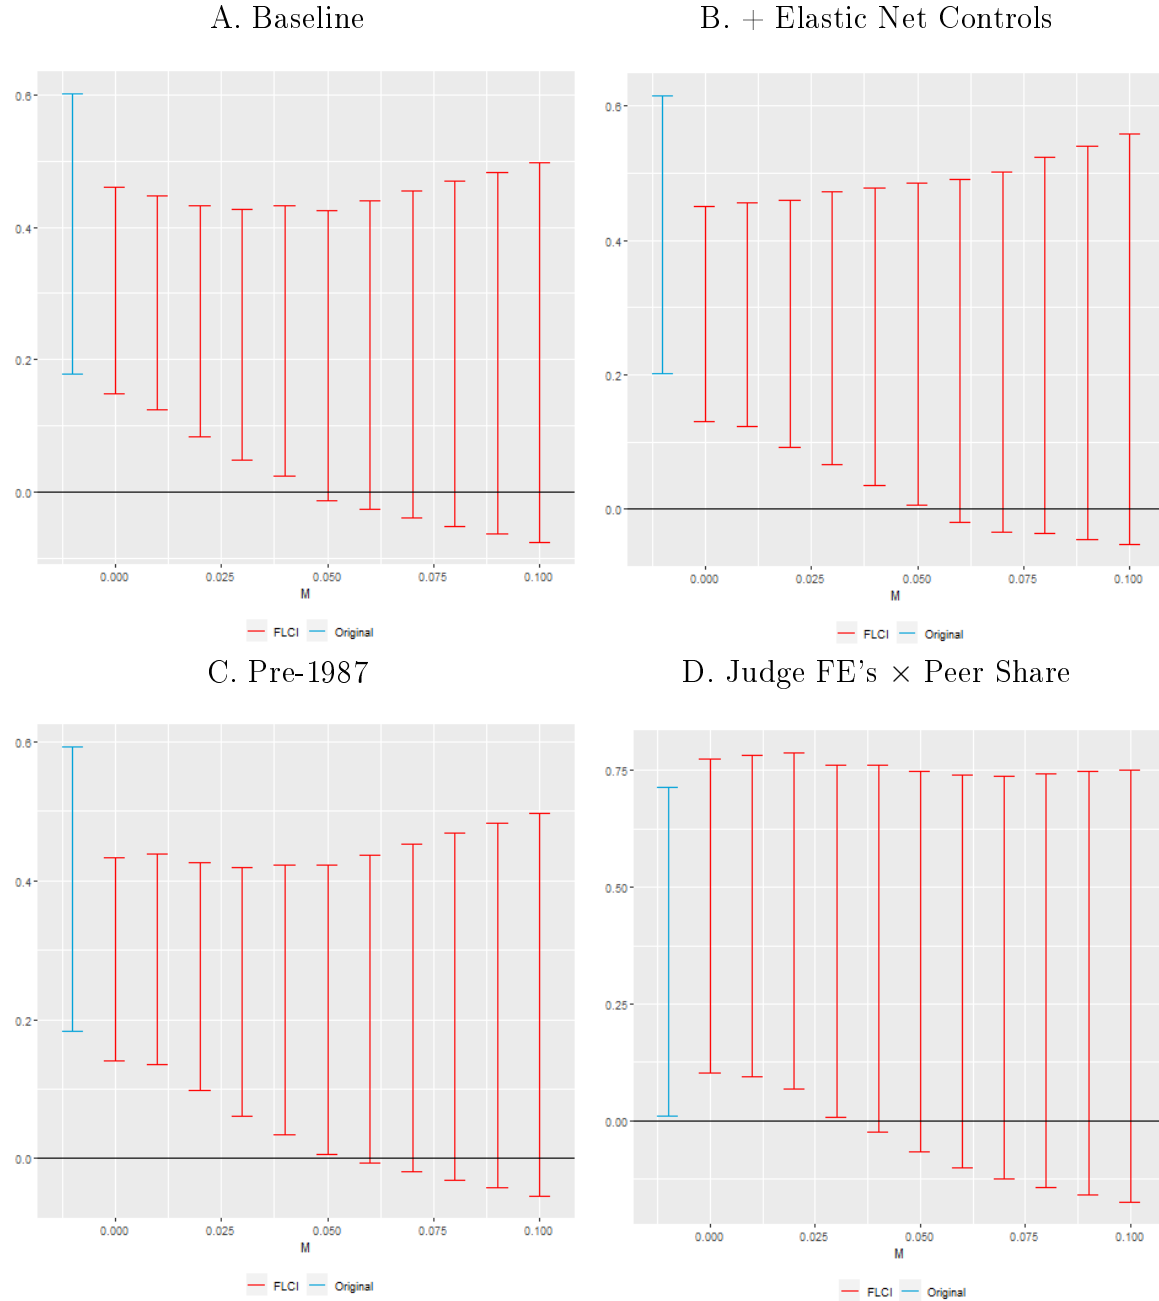 A. Baseline
0.6
0.4
0.2
0.0
0.000 0.025 0.050 0.075 0.100
M
FLCI Original
B. + Elastic Net Controls
0.6
0.4
0.2
0.0
0.000 0.025 0.050 0.075 0.100
M
FLCI Original
C. Pre-1987
0.6
0.4
0.2
0.0
0.000 0.025 0.050 0.075 0.100
M
FLCI Original
D. Judge FE's × Peer Share
0.75
0.50
0.25
0.00
0.000 0.025 0.050 0.075 0.100
M
FLCI Original